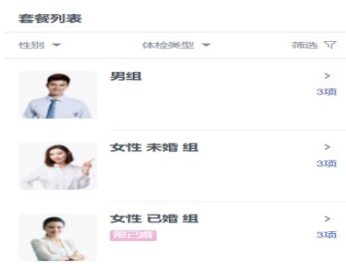 套餐列表
性别 体检类型 筛选
男组 >
3项
女性 未婚 组 >
3项
女性 已婚 组 >
限已婚 3项